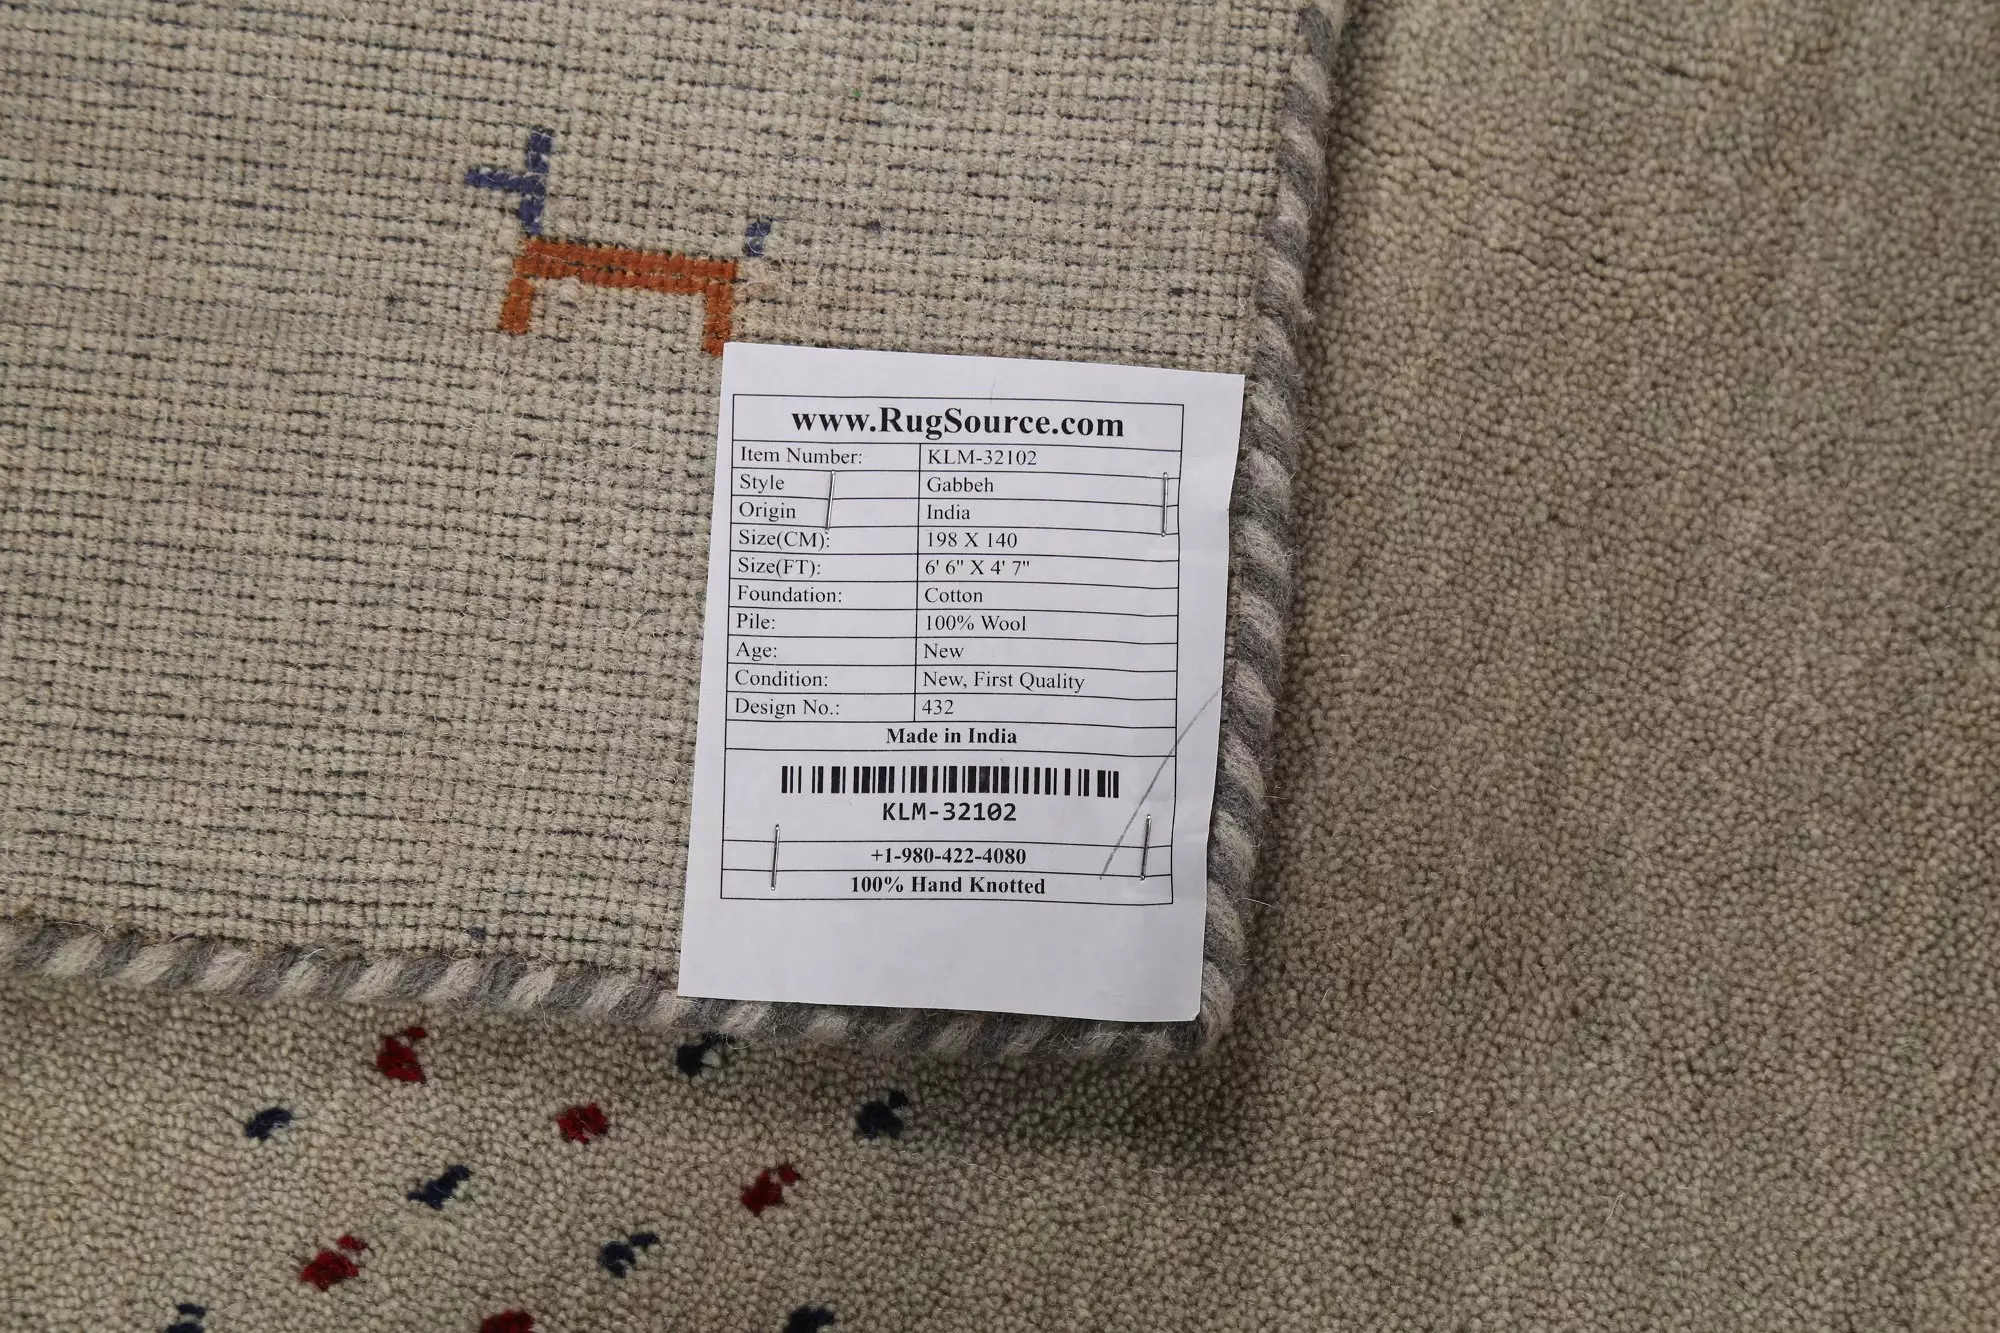 www.RugSource.com
Item Number: KLM-32102
Style Gabbeh
Origin India
Size(CM): 198 X 140
Size(FT): 6' 6" X 4' 7"
Foundation: Cotton
Pile: 100% Wool
Age: New
Condition: New, First Quality
Design No.: 432
Made in India
KLM-32102
+1-980-422-4080
100% Hand Knotted